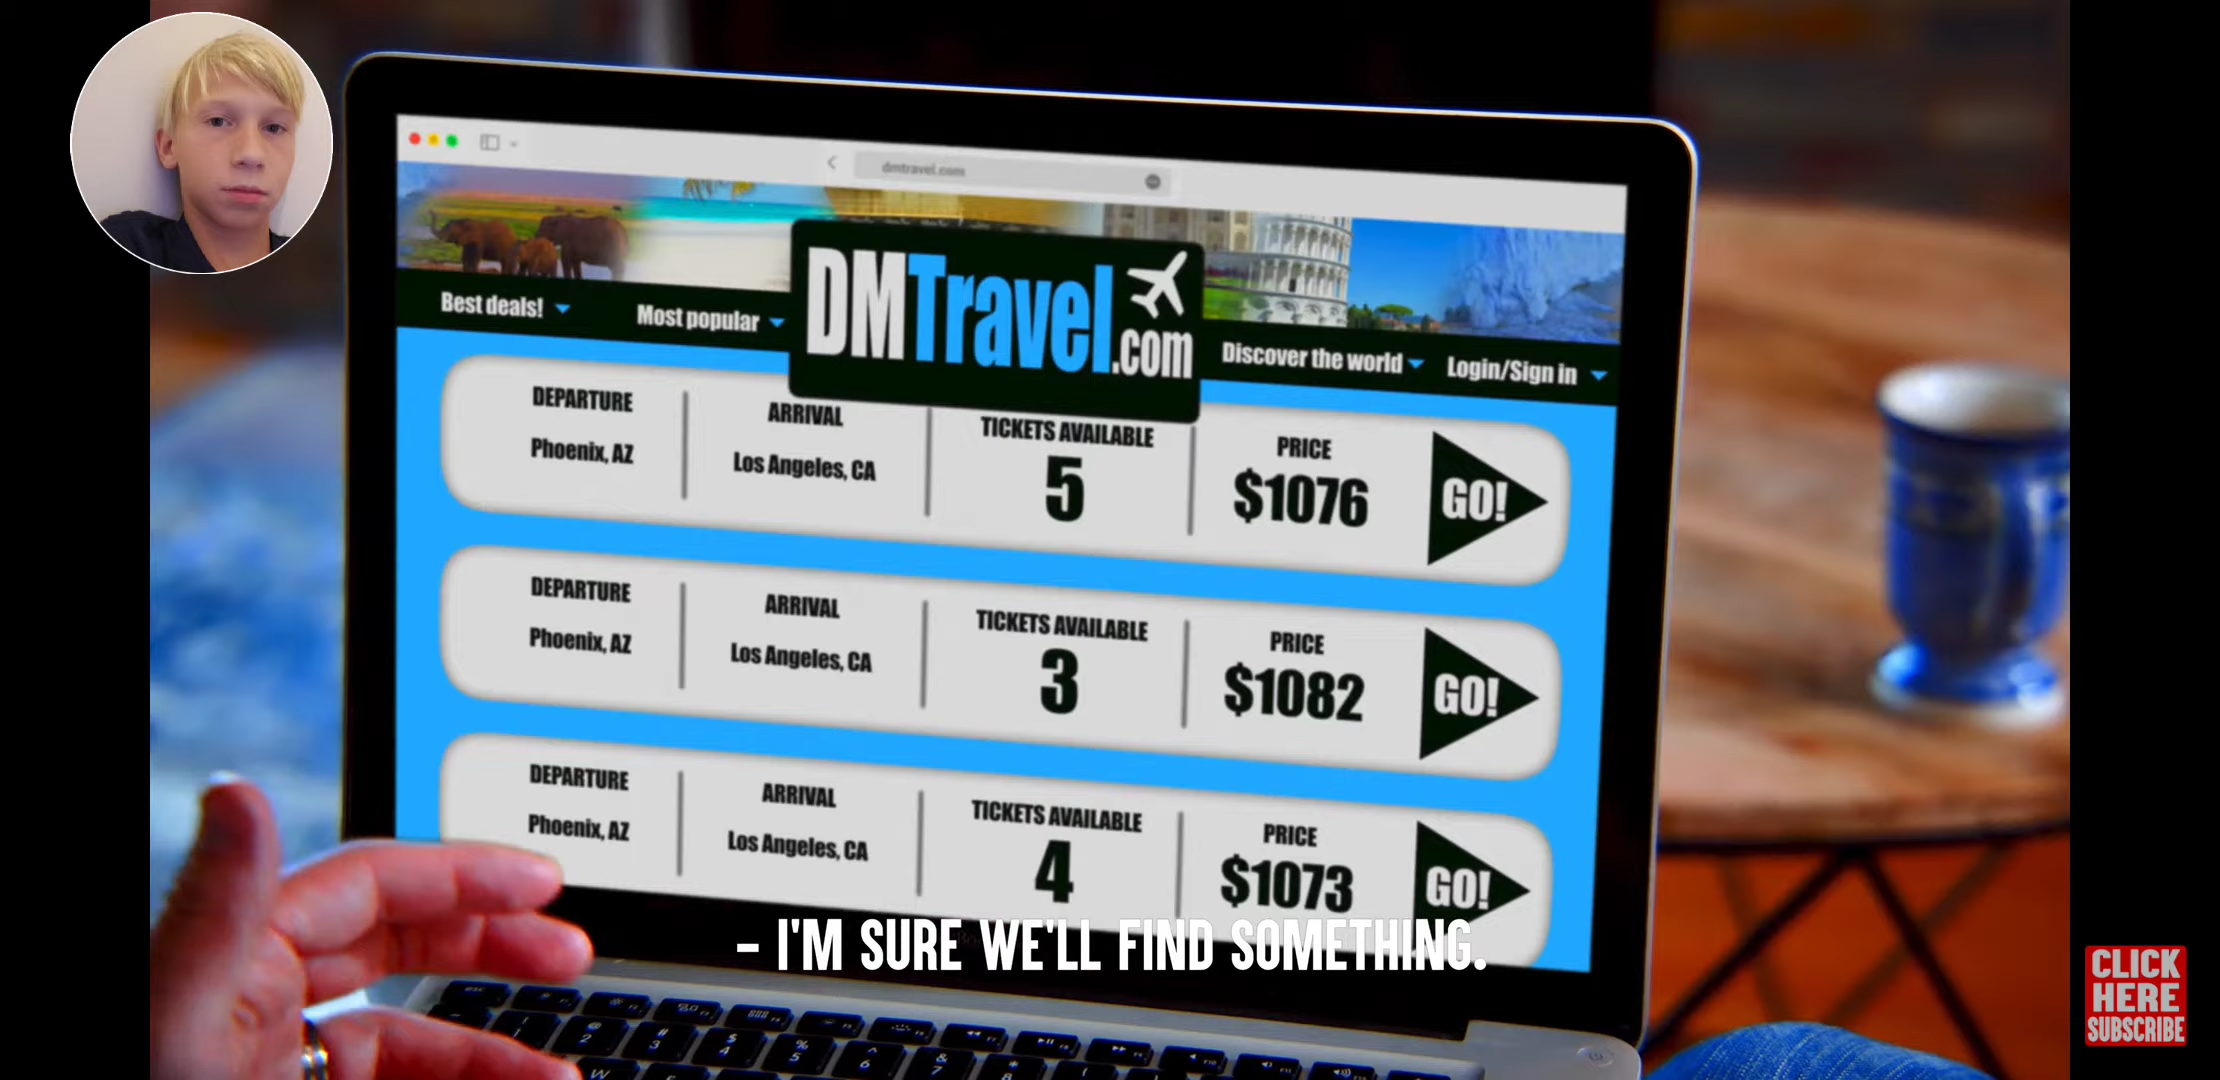 dmtravel.com
DMTravel.com
Best deals!
Most popular
Discover the world
Login/Sign in
DEPARTURE
Phoenix, AZ
ARRIVAL
Los Angeles, CA
TICKETS AVAILABLE
5
PRICE
$1076
GO!
DEPARTURE
Phoenix, AZ
ARRIVAL
Los Angeles, CA
TICKETS AVAILABLE
3
PRICE
$1082
GO!
DEPARTURE
Phoenix, AZ
ARRIVAL
Los Angeles, CA
TICKETS AVAILABLE
4
PRICE
$1073
GO!
- I'M SURE WE'LL FIND SOMETHING.
CLICK
HERE
SUBSCRIBE